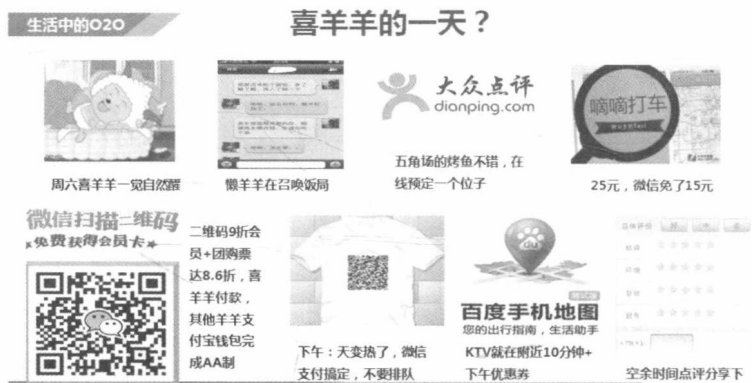 生活中的O2O
喜羊羊的一天？
大众点评
dianping.com
嘀嘀打车
周六喜羊羊一觉自然醒
懒羊羊在召唤饭局
五角场的烤鱼不错，在
线预定一个位子
25元，微信免了15元
微信扫描二维码
免费获得会员卡
二维码9折会
员+团购票
达8.6折，喜
羊羊付款，
其他羊羊支
付宝钱包完
成AA制
下午：天变热了，微信
支付搞定，不要排队
du
百度手机地图
您的出行指南，生活助手
KTV就在附近10分钟+
下午优惠券
空余时间点评分享下